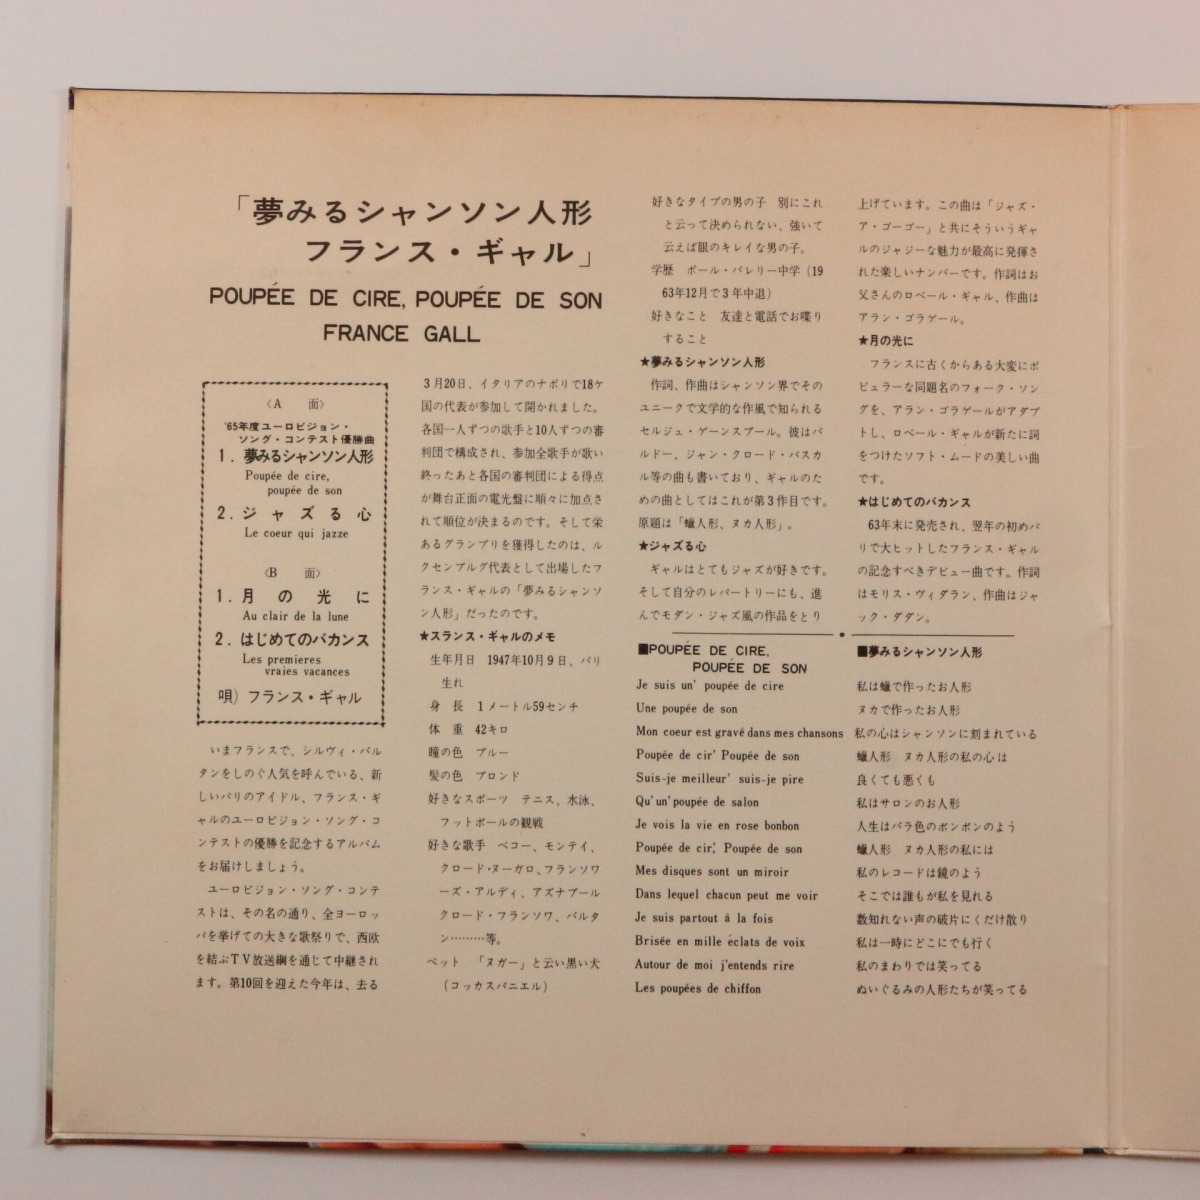 「夢みるシャンソン人形
フランス・ギャル」
POUPÉE DE CIRE, POUPÉE DE SON
FRANCE GALL
〈A 面〉
'65年度ユーロビジョン・
ソング・コンテスト優勝曲
1. 夢みるシャンソン人形
Poupée de cire,
poupée de son
2. ジャズる心
Le coeur qui jazze
〈B 面〉
1. 月の光に
Au clair de la lune
2. はじめてのバカンス
Les premieres
vraies vacances
唄) フランス・ギャル
いまフランスで、シルヴィ・バル
タンをしのぐ人気を呼んでいる、新
しいパリのアイドル、フランス・ギ
ャルのユーロビジョン・ソング・コ
ンテストの優勝を記念するアルバム
をお届けしましょう。
ユーロビジョン・ソング・コンテ
ストは、その名の通り、全ヨーロッ
パを挙げての大きな歌祭りで、西欧
を結ぶTV放送網を通じて中継され
ます。第10回を迎えた今年は、去る
3月20日、イタリアのナポリで18ケ
国の代表が参加して開かれました。
各国一人ずつの歌手と10人ずつの審
判団で構成され、参加全歌手が歌い
終ったあと各国の審判団による得点
が舞台正面の電光盤に順々に加点さ
れて順位が決まるのです。そして栄
あるグランプリを獲得したのは、ル
クセンブルグ代表として出場したフ
ランス・ギャルの「夢みるシャンソ
ン人形」だったのです。
★スランス・ギャルのメモ
生年月日 1947年10月9日、パリ
生れ
身 長 1メートル59センチ
体 重 42キロ
瞳の色 ブルー
髪の色 ブロンド
好きなスポーツ テニス、水泳、
フットボールの観戦
好きな歌手 ベコー、モンテイ、
クロード・ヌーガロ、フランソワ
ーズ・アルディ、アズナブール
クロード・フランソワ、バルタ
ン………等。
ペット 「ヌガー」と云い黒い犬
(コッカスパニエル)
好きなタイプの男の子 別にこれ
と云って決められない、強いて
云えば眼のキレイな男の子。
学歴 ポール・バレリー中学(19
63年12月で3年中退)
好きなこと 友達と電話でお喋り
すること
★夢みるシャンソン人形
作詞、作曲はシャンソン界でその
ユニークで文学的な作風で知られる
セルジュ・ゲーンスブール。彼はバ
ルドー、ジャン・クロード・パスカ
ル等の曲も書いており、ギャルのた
めの曲としてはこれが第3作目です。
原題は「蠟人形、ヌカ人形」。
★ジャズる心
ギャルはとてもジャズが好きです。
そして自分のレパートリーにも、進
んでモダン・ジャズ風の作品をとり
上げています。この曲は「ジャズ・
ア・ゴーゴー」と共にそういうギャ
ルのジャジーな魅力が最高に発揮さ
れた楽しいナンバーです。作詞はお
父さんのロベール・ギャル、作曲は
アラン・ゴラゲール。
★月の光に
フランスに古くからある大変にポ
ピュラーな同題名のフォーク・ソン
グを、アラン・ゴラゲールがアダプ
トし、ロベール・ギャルが新たに詞
をつけたソフト・ムードの美しい曲
です。
★はじめてのバカンス
63年末に発売され、翌年の初めパ
リで大ヒットしたフランス・ギャル
の記念すべきデビュー曲です。作詞
はモリス・ヴィダラン、作曲はジャ
ック・ダダン。
■POUPÉE DE CIRE,
POUPÉE DE SON
Je suis un' poupée de cire
Une poupée de son
Mon coeur est gravé dans mes chansons
Poupée de cir' Poupée de son
Suis-je meilleur' suis-je pire
Qu'un'poupée de salon
Je vois la vie en rose bonbon
Poupée de cir', Poupée de son
Mes disques sont un miroir
Dans lequel chacun peut me voir
Je suis partout á la fois
Brisée en mille éclats de voix
Autour de moi j'entends rire
Les poupées de chiffon
■夢みるシャンソン人形
私は蠟で作ったお人形
ヌカで作ったお人形
私の心はシャンソンに刻まれている
蠟人形 ヌカ人形の私の心は
良くても悪くも
私はサロンのお人形
人生はバラ色のボンボンのよう
蠟人形 ヌカ人形の私には
私のレコードは鏡のよう
そこでは誰もが私を見れる
数知れない声の破片にくだけ散り
私は一時にどこにでも行く
私のまわりでは笑ってる
ぬいぐるみの人形たちが笑ってる